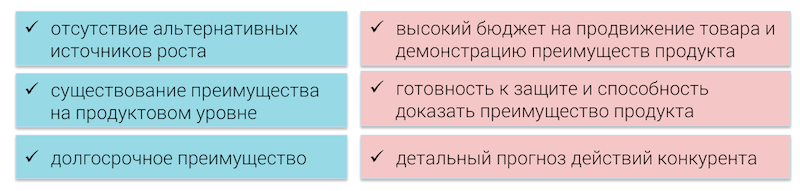 ✓ отсутствие альтернативных
источников роста
✓ существование преимущества
на продуктовом уровне
✓ долгосрочное преимущество
✓ высокий бюджет на продвижение товара и
демонстрацию преимуществ продукта
✓ готовность к защите и способность
доказать преимущество продукта
✓ детальный прогноз действий конкурента